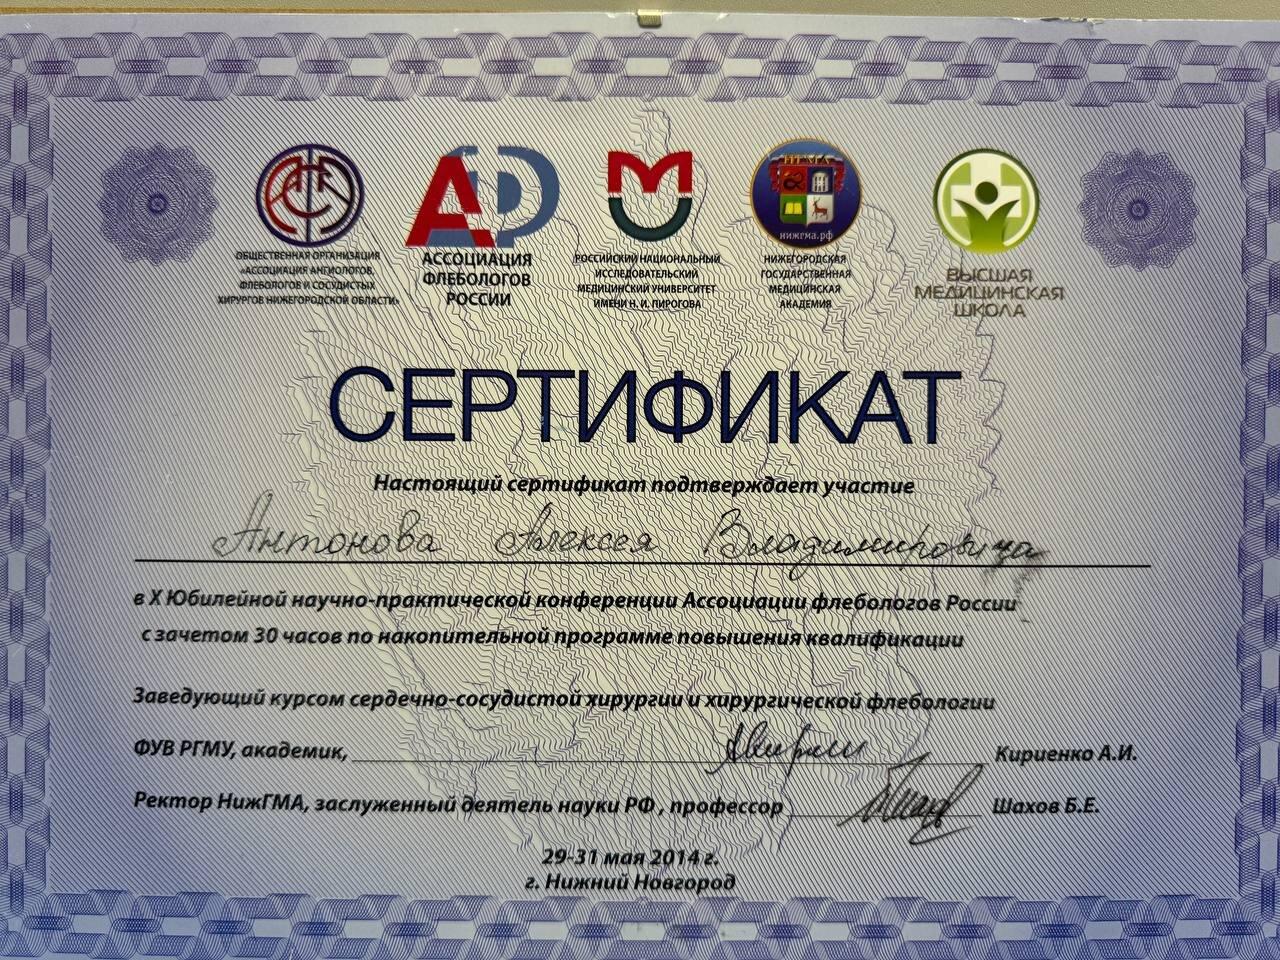 ОБЩЕСТВЕННАЯ ОРГАНИЗАЦИЯ
«АССОЦИАЦИЯ АНГИОЛОГОВ,
ФЛЕБОЛОГОВ И СОСУДИСТЫХ
ХИРУРГОВ НИЖЕГОРОДСКОЙ ОБЛАСТИ»
АФ
АССОЦИАЦИЯ
ФЛЕБОЛОГОВ
РОССИИ
РОССИЙСКИЙ НАЦИОНАЛЬНЫЙ
ИССЛЕДОВАТЕЛЬСКИЙ
МЕДИЦИНСКИЙ УНИВЕРСИТЕТ
ИМЕНИ Н. И. ПИРОГОВА
НГМА
нижгма.рф
НИЖЕГОРОДСКАЯ
ГОСУДАРСТВЕННАЯ
МЕДИЦИНСКАЯ
АКАДЕМИЯ
ВЫСШАЯ
МЕДИЦИНСКАЯ
ШКОЛА
СЕРТИФИКАТ
Настоящий сертификат подтверждает участие
Антонова Алексея Владимировича
в X Юбилейной научно-практической конференции Ассоциации флебологов России
с зачетом 30 часов по накопительной программе повышения квалификации
Заведующий курсом сердечно-сосудистой хирургии и хирургической флебологии
ФУВ РГМУ, академик, Кириенко А.И.
Ректор НижГМА, заслуженный деятель науки РФ , профессор Шахов Б.Е.
29-31 мая 2014 г.
г. Нижний Новгород